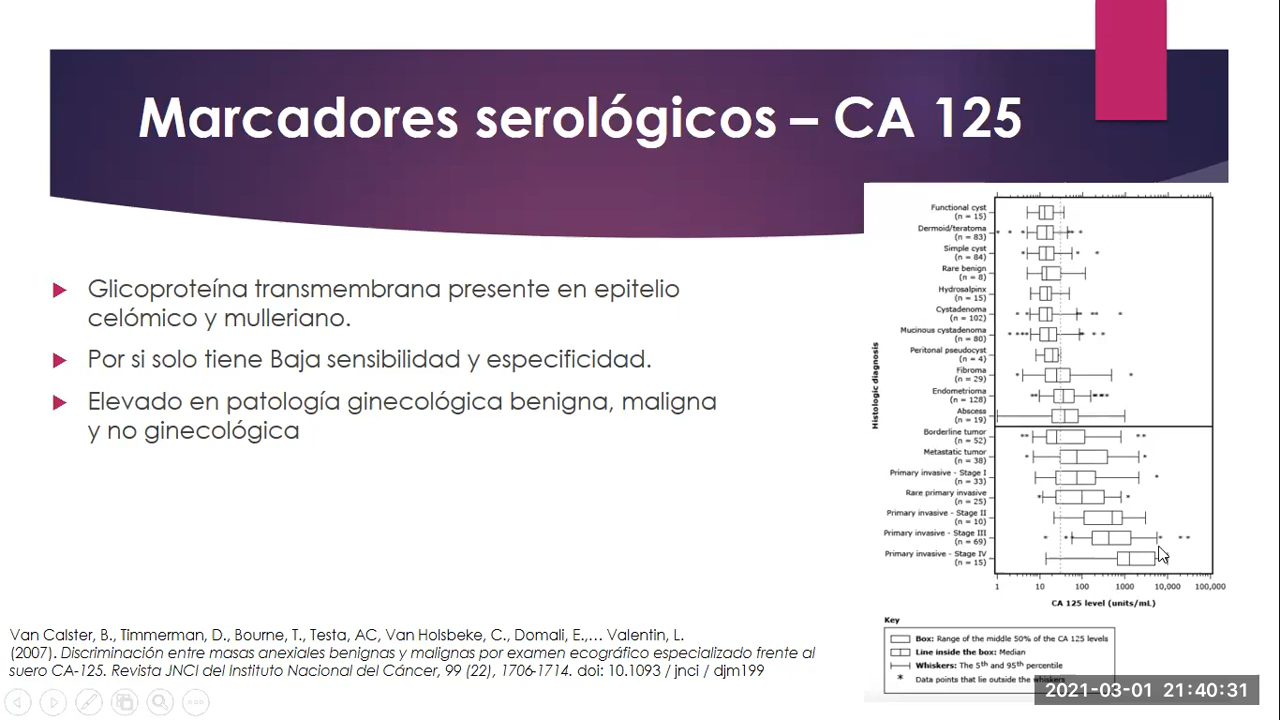 Marcadores serológicos – CA 125
Glicoproteína transmembrana presente en epitelio
celómico y mulleriano.
Por si solo tiene Baja sensibilidad y especificidad.
Elevado en patología ginecológica benigna, maligna
y no ginecológica
Histologic diagnosis
Functional cyst
(n = 15)
Dermoid/teratoma
(n = 83)
Simple cyst
(n = 84)
Rare benign
(n = 8)
Hydrosalpinx
(n = 15)
Cystadenoma
(n = 102)
Mucinous cystadenoma
(n = 80)
Peritonal pseudocyst
(n = 4)
Fibroma
(n = 29)
Endometrioma
(n = 128)
Abscess
(n = 19)
Borderline tumor
(n = 52)
Metastatic tumor
(n = 38)
Primary invasive - Stage I
(n = 33)
Rare primary invasive
(n = 25)
Primary invasive - Stage II
(n = 10)
Primary invasive - Stage III
(n = 69)
Primary invasive - Stage IV
(n = 15)
1 10 100 1000 10,000 100,000
CA 125 level (units/mL)
Key
Box: Range of the middle 50% of the CA 125 levels
Line inside the box: Median
Whiskers: The 5th and 95th percentile
* Data points that lie outside the whiskers
Van Calster, B., Timmerman, D., Bourne, T., Testa, AC, Van Holsbeke, C., Domali, E.,… Valentin, L.
(2007). Discriminación entre masas anexiales benignas y malignas por examen ecográfico especializado frente al
suero CA-125. Revista JNCI del Instituto Nacional del Cáncer, 99 (22), 1706-1714. doi: 10.1093 / jnci / djm199
2021-03-01 21:40:31